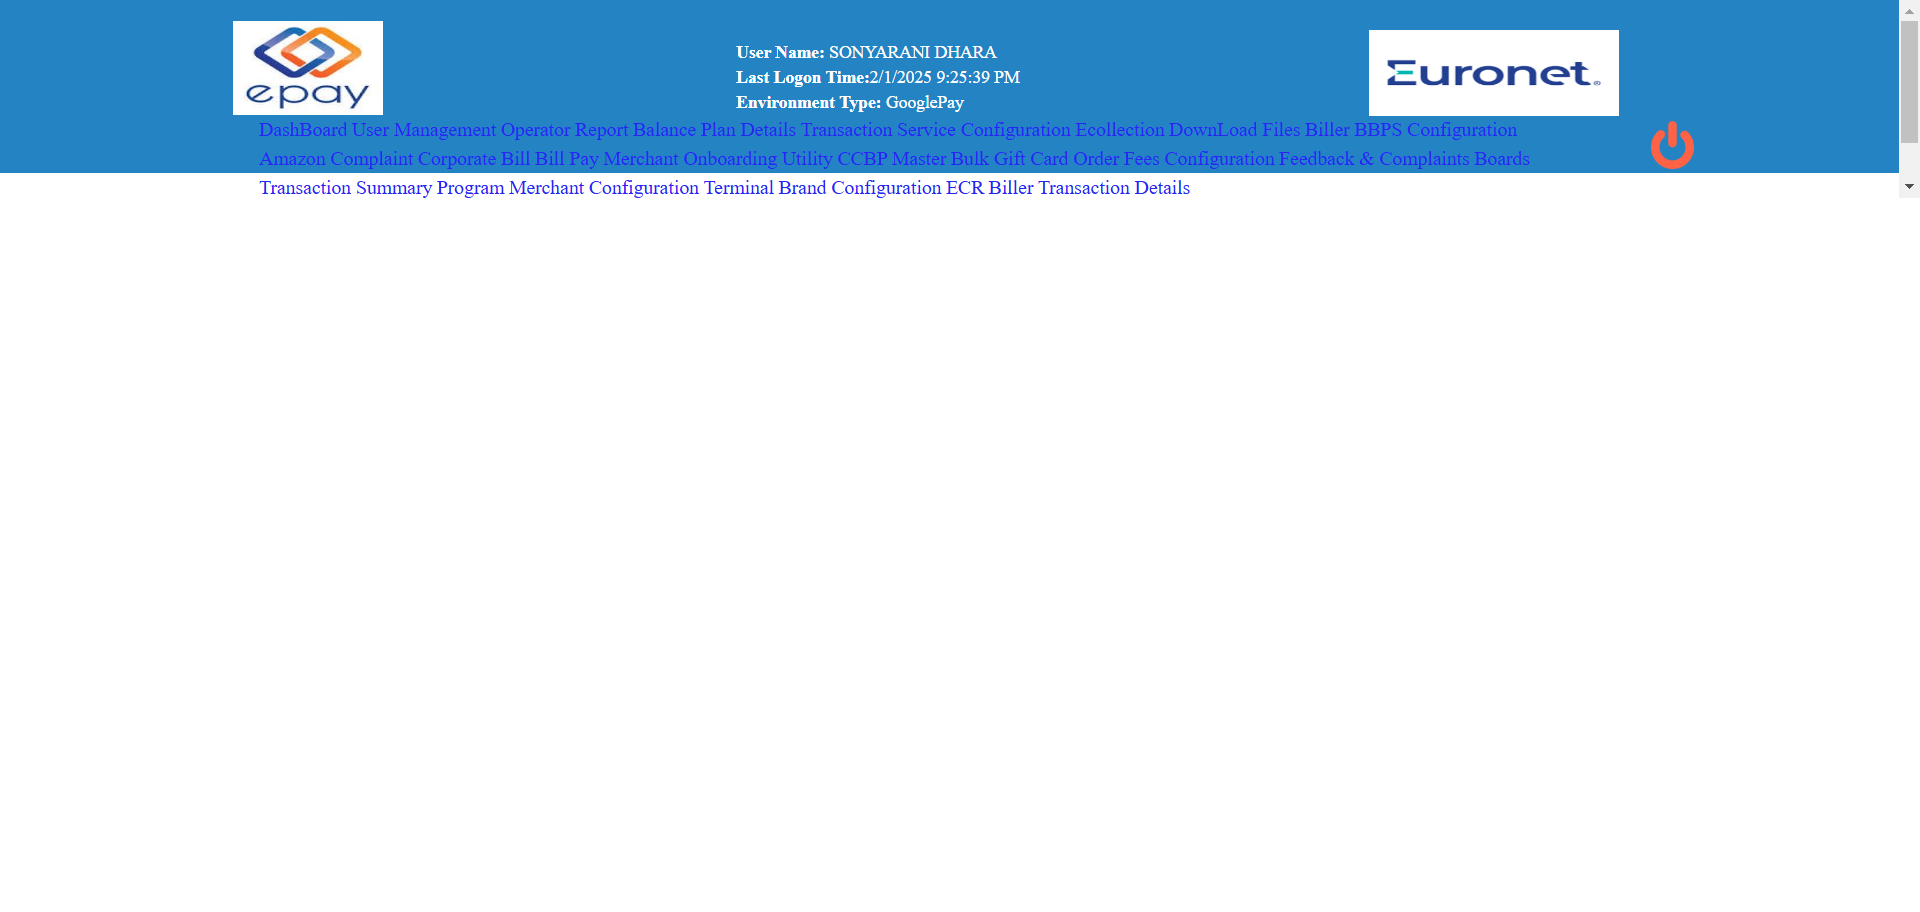 epay
User Name: SONYARANI DHARA
Last Logon Time:2/1/2025 9:25:39 PM
Environment Type: GooglePay
Euronet®
DashBoard User Management Operator Report Balance Plan Details Transaction Service Configuration Ecollection DownLoad Files Biller BBPS Configuration
Amazon Complaint Corporate Bill Bill Pay Merchant Onboarding Utility CCBP Master Bulk Gift Card Order Fees Configuration Feedback & Complaints Boards
Transaction Summary Program Merchant Configuration Terminal Brand Configuration ECR Biller Transaction Details